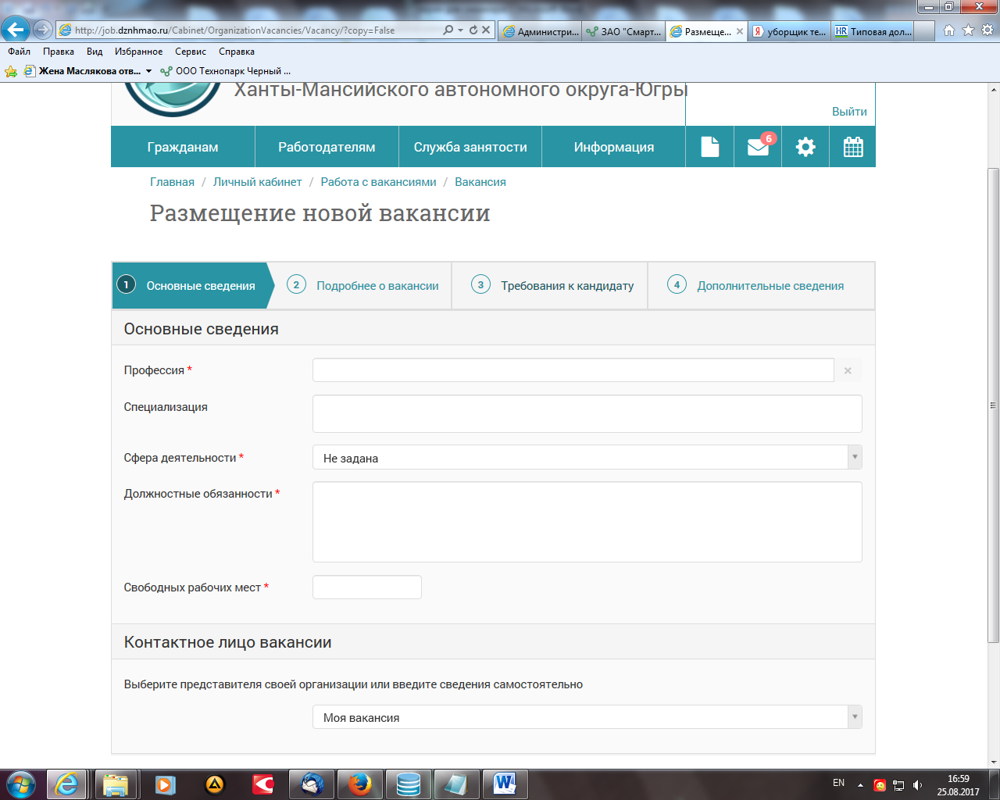 http://job.dznhmao.ru/Cabinet/OrganizationVacancies/Vacancy/?copy=False
Администри...
ЗАО "Смарт...
Размеще...
уборщик те...
Типовая дол...
Файл Правка Вид Избранное Сервис Справка
Жена Маслякова отв...
ООО Технопарк Черный ...
Ханты-Мансийского автономного округа-Югры
Выйти
Гражданам Работодателям Служба занятости Информация 6
Главная / Личный кабинет / Работа с вакансиями / Вакансия
Размещение новой вакансии
1 Основные сведения 2 Подробнее о вакансии 3 Требования к кандидату 4 Дополнительные сведения
Основные сведения
Профессия *
Специализация
Сфера деятельности * Не задана
Должностные обязанности *
Свободных рабочих мест *
Контактное лицо вакансии
Выберите представителя своей организации или введите сведения самостоятельно
Моя вакансия
EN 16:59
25.08.2017